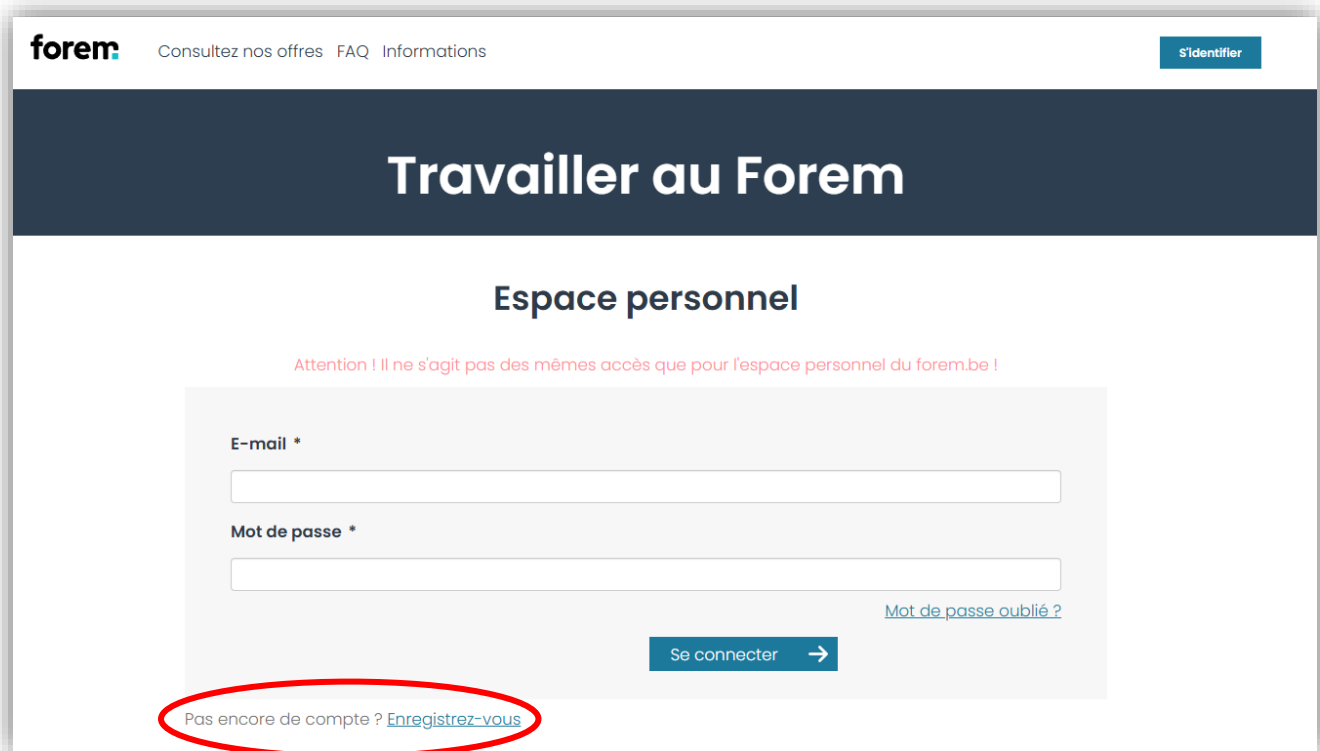 forem
Consultez nos offres FAQ Informations
S'identifier
Travailler au Forem
Espace personnel
Attention ! Il ne s'agit pas des mêmes accès que pour l'espace personnel du forem.be !
E-mail *
Mot de passe *
Mot de passe oublié ?
Se connecter
Pas encore de compte ? Enregistrez-vous